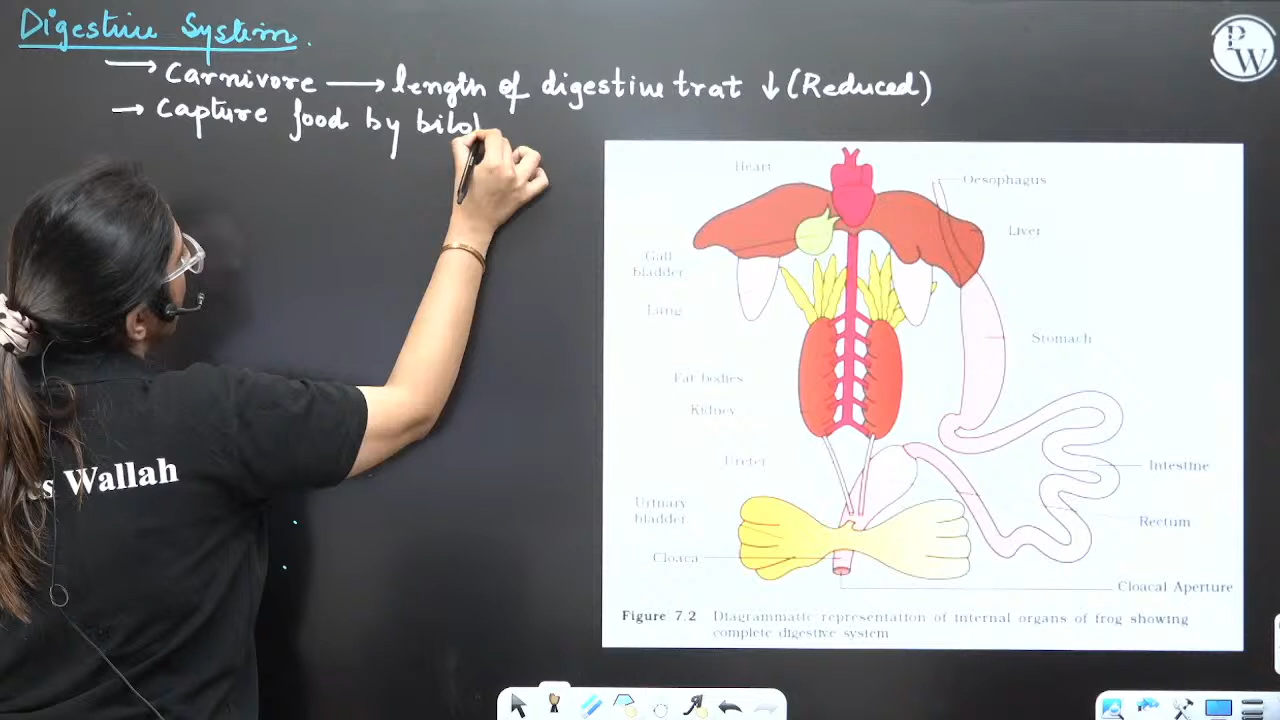 Digestive System.
→ Carnivore → length of digestive trat ↓ (Reduced)
→ Capture food by bilo
PW
s Wallah
Heart
Oesophagus
Liver
Gall
bladder
Lung
Stomach
Fat bodies
Kidney
Ureter
Intestine
Urinary
bladder
Rectum
Cloaca
Cloacal Aperture
Figure 7.2 Diagrammatic representation of internal organs of frog showing
complete digestive system